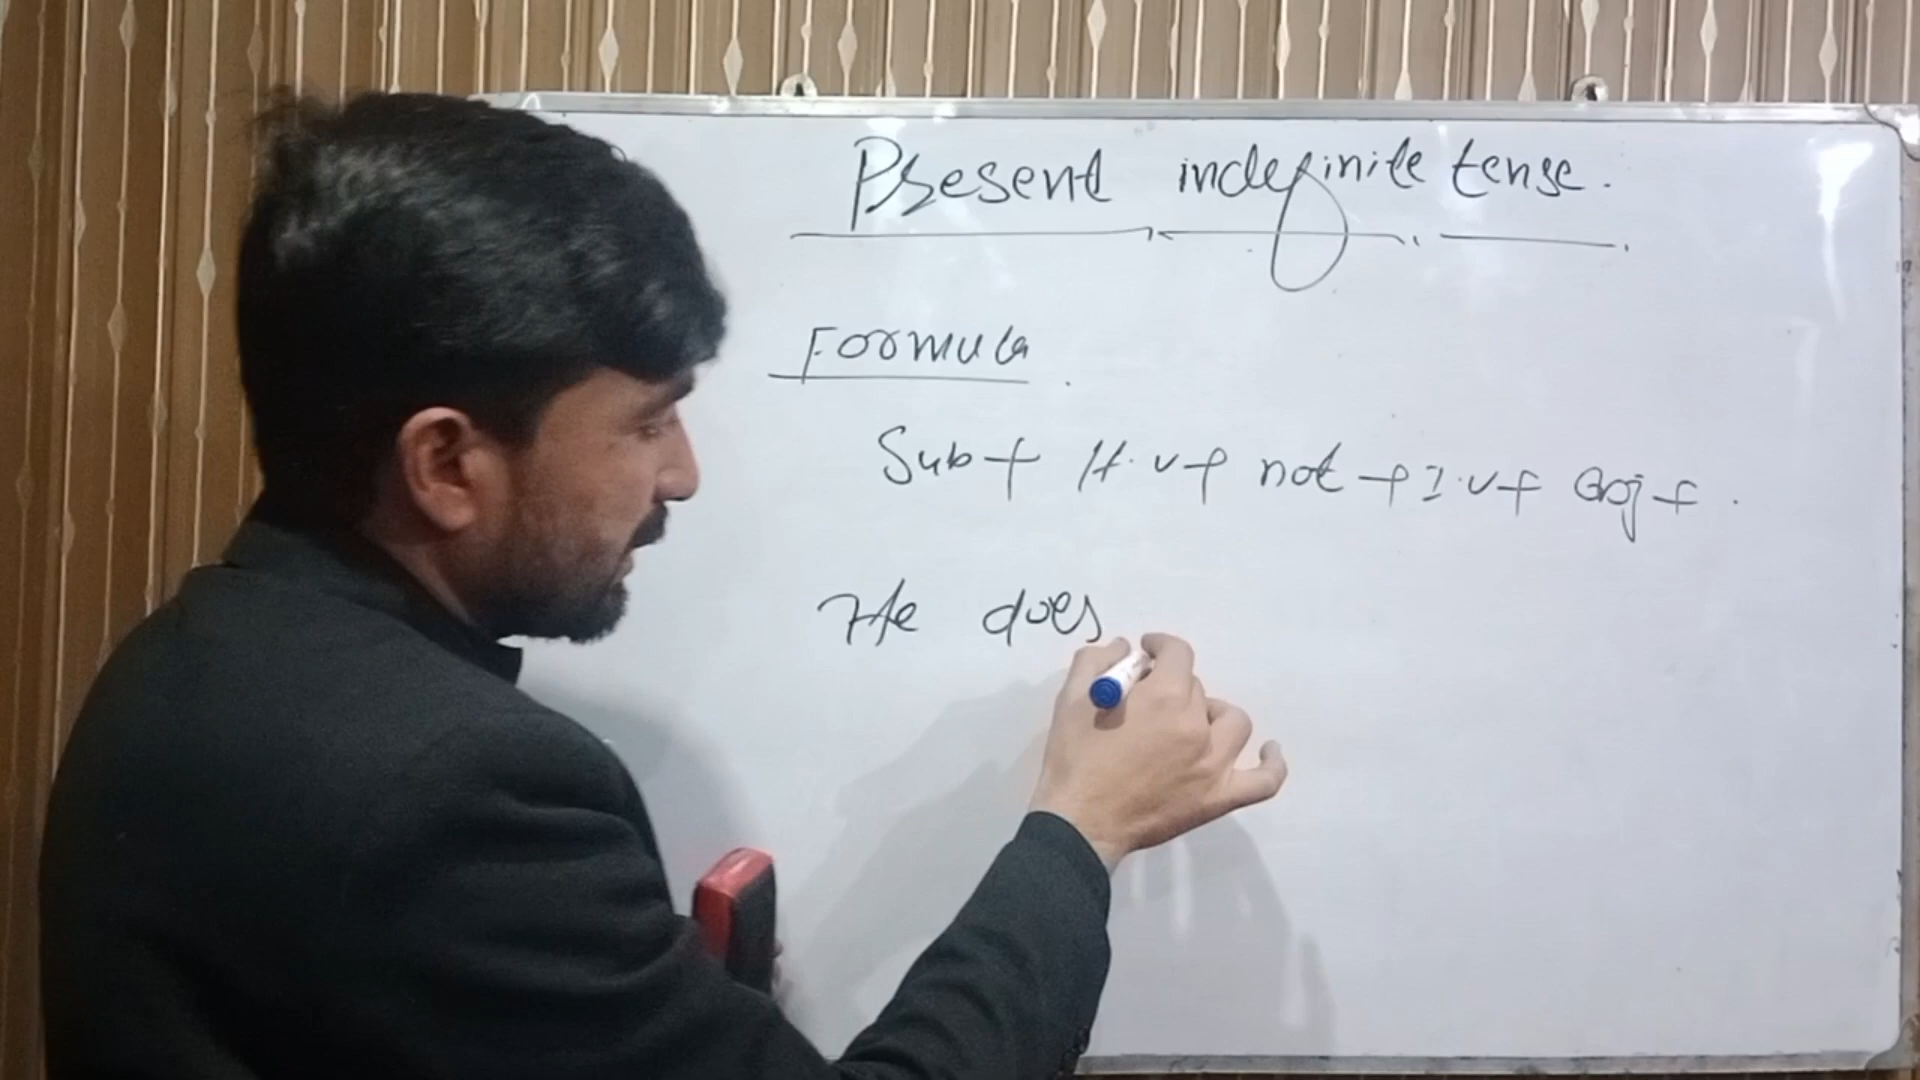 Present indefinite tense.
Formula
Sub + H.v + not + I.v + Obj + .
He does